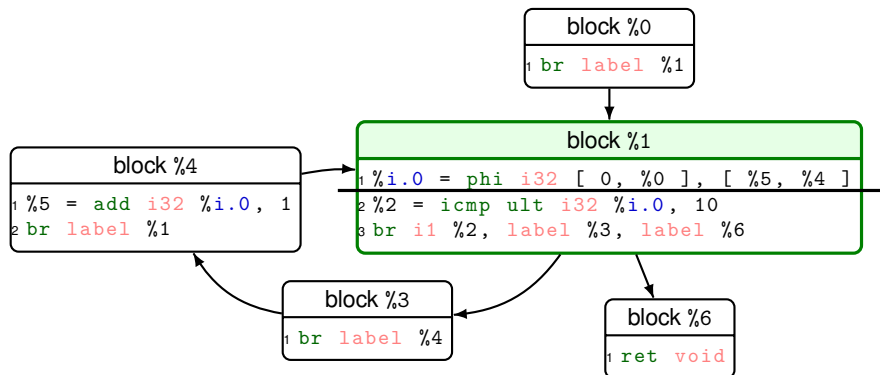 block %0
1 br label %1
block %1
1 %i.0 = phi i32 [ 0, %0 ], [ %5, %4 ]
2 %2 = icmp ult i32 %i.0, 10
3 br i1 %2, label %3, label %6
block %4
1 %5 = add i32 %i.0, 1
2 br label %1
block %3
1 br label %4
block %6
1 ret void